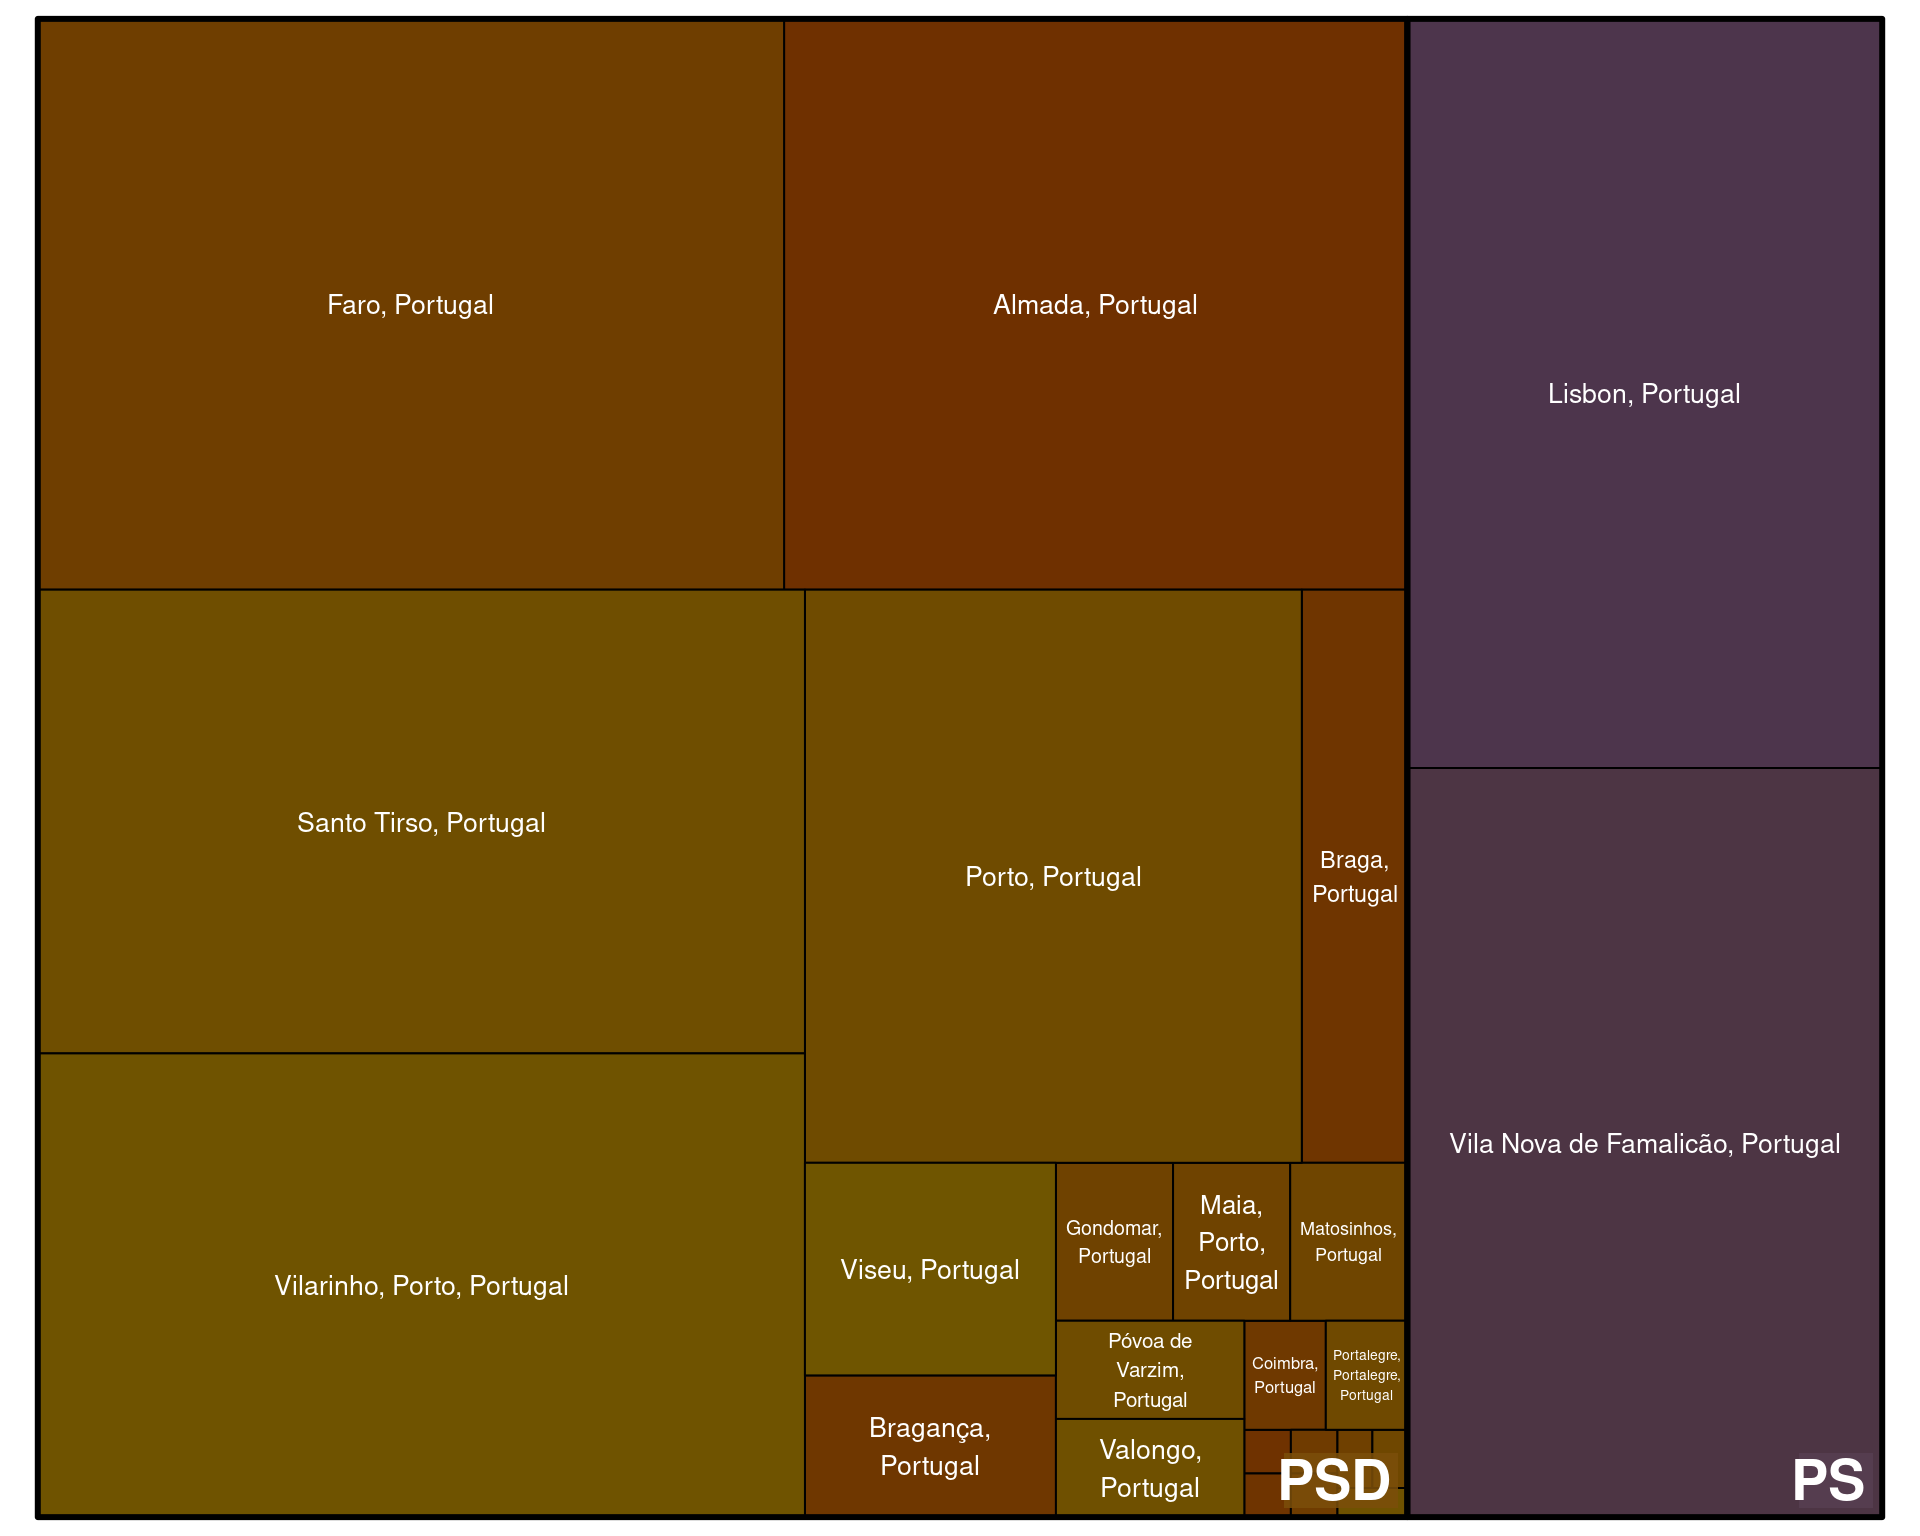 Faro, Portugal
Almada, Portugal
Lisbon, Portugal
Santo Tirso, Portugal
Porto, Portugal
Braga,
Portugal
Vila Nova de Famalicão, Portugal
Vilarinho, Porto, Portugal
Viseu, Portugal
Gondomar,
Portugal
Maia,
Porto,
Portugal
Matosinhos,
Portugal
Póvoa de
Varzim,
Portugal
Coimbra,
Portugal
Portalegre,
Portalegre,
Portugal
Bragança,
Portugal
Valongo,
Portugal
PSD
PS